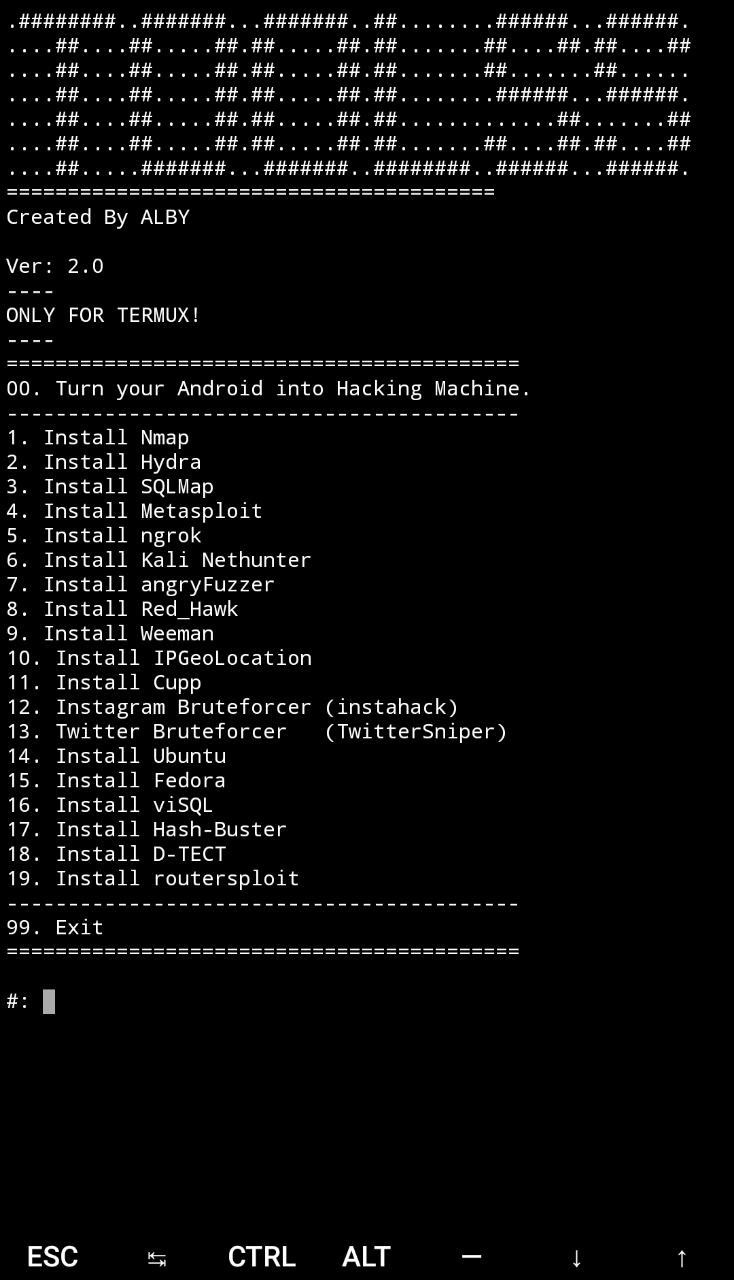 .########..#######...#######..##........######...######.
....##....##.....##.##.....##.##.......##....##.##....##
....##....##.....##.##.....##.##.......##.......##......
....##....##.....##.##.....##.##........######...######.
....##....##.....##.##.....##.##.............##.......##
....##....##.....##.##.....##.##.......##....##.##....##
....##.....#######...#######..########..######...######.
========================================
Created By ALBY
Ver: 2.0
----
ONLY FOR TERMUX!
----
==========================================
00. Turn your Android into Hacking Machine.
------------------------------------------
1. Install Nmap
2. Install Hydra
3. Install SQLMap
4. Install Metasploit
5. Install ngrok
6. Install Kali Nethunter
7. Install angryFuzzer
8. Install Red_Hawk
9. Install Weeman
10. Install IPGeoLocation
11. Install Cupp
12. Instagram Bruteforcer (instahack)
13. Twitter Bruteforcer   (TwitterSniper)
14. Install Ubuntu
15. Install Fedora
16. Install viSQL
17. Install Hash-Buster
18. Install D-TECT
19. Install routersploit
------------------------------------------
99. Exit
==========================================
#:
ESC ↹ CTRL ALT — ↓ ↑